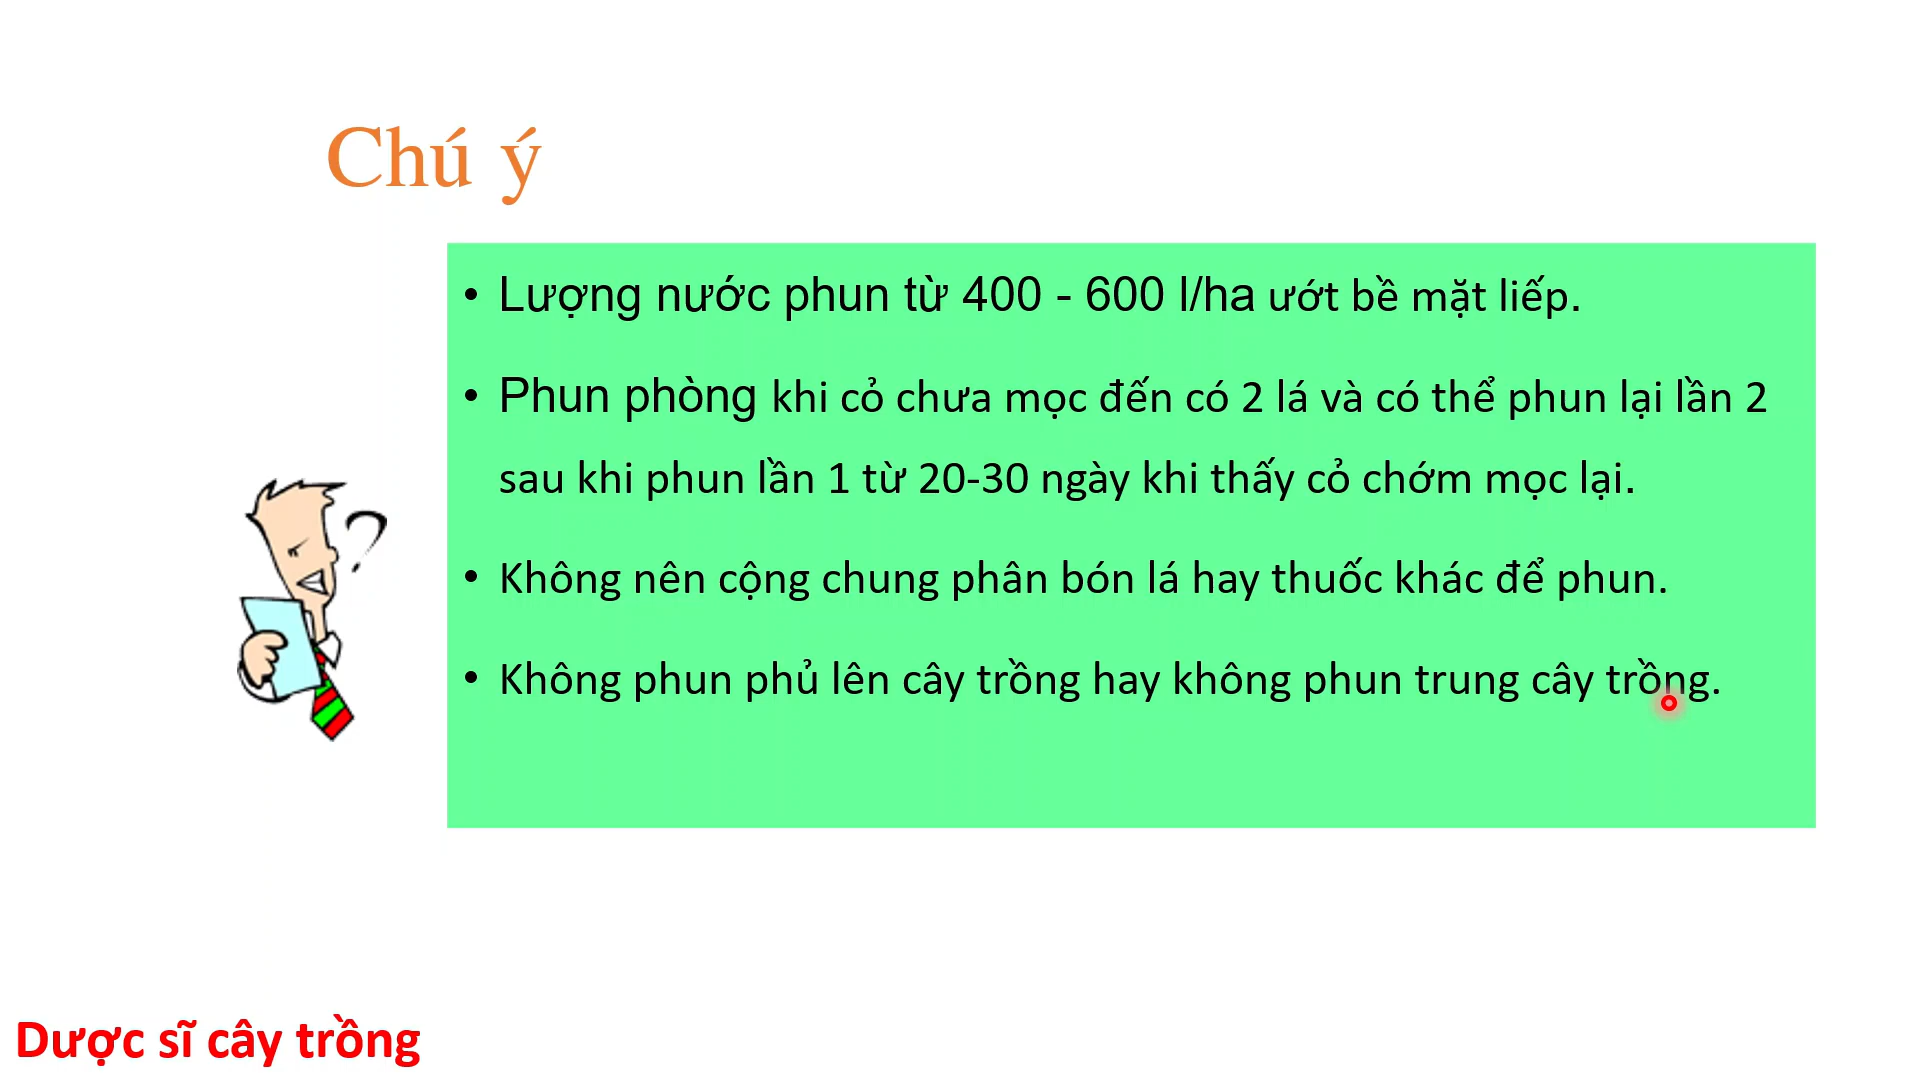 Chú ý
• Lượng nước phun từ 400 - 600 l/ha ướt bề mặt liếp.
• Phun phòng khi cỏ chưa mọc đến có 2 lá và có thể phun lại lần 2
sau khi phun lần 1 từ 20-30 ngày khi thấy cỏ chớm mọc lại.
• Không nên cộng chung phân bón lá hay thuốc khác để phun.
• Không phun phủ lên cây trồng hay không phun trung cây trồng.
?
Dược sĩ cây trồng